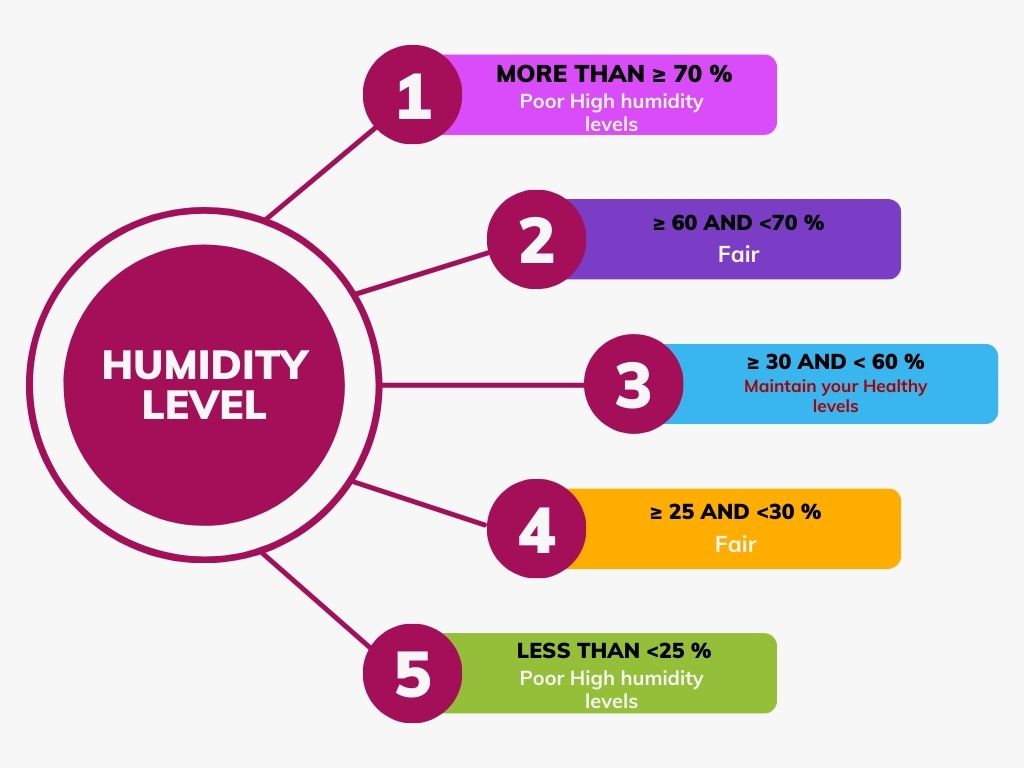 HUMIDITY
LEVEL
1
MORE THAN ≥ 70 %
Poor High humidity
levels
2
≥ 60 AND <70 %
Fair
3
≥ 30 AND < 60 %
Maintain your Healthy
levels
4
≥ 25 AND <30 %
Fair
5
LESS THAN <25 %
Poor High humidity
levels